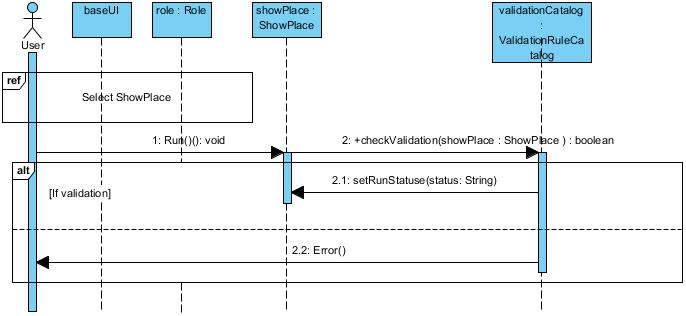 baseUI
role : Role
showPlace :
ShowPlace
validationCatalog
:
ValidationRuleCa
talog
User
ref
Select ShowPlace
1: Run()(): void
2: +checkValidation(showPlace : ShowPlace ) : boolean
alt
2.1: setRunStatuse(status: String)
[If validation]
2.2: Error()